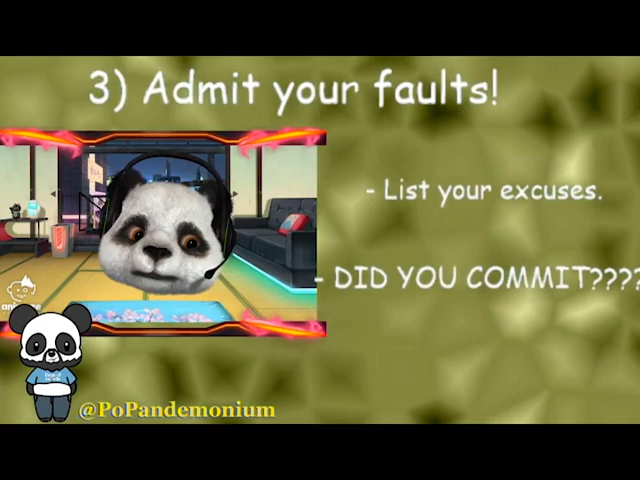 3) Admit your faults!
- List your excuses.
- DID YOU COMMIT????
@PoPandemonium